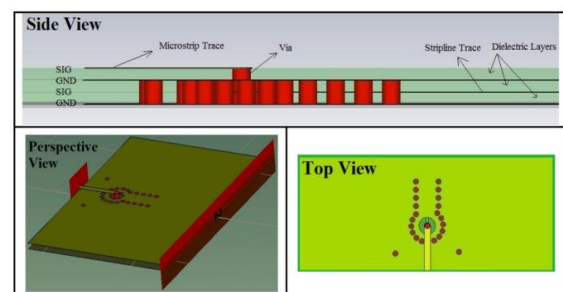 Side View
Microstrip Trace
Via
Stripline Trace
Dielectric Layers
SIG
GND
SIG
GND
Perspective
View
Top View